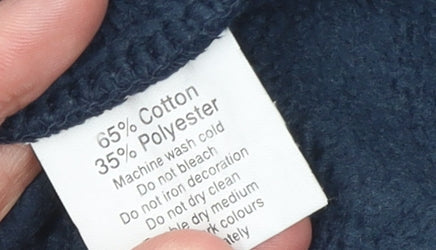 65% Cotton
35% Polyester
Machine wash cold
Do not bleach
Do not iron decoration
Do not dry clean
dry medium
colours